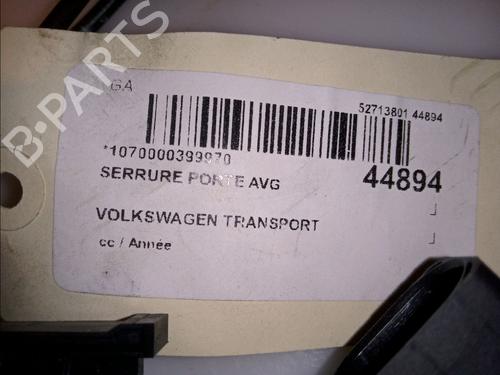 B-PARTS
GA
52713801 44894
*1070000399970
SERRURE PORTE AVG
44894
VOLKSWAGEN TRANSPORT
cc / Année